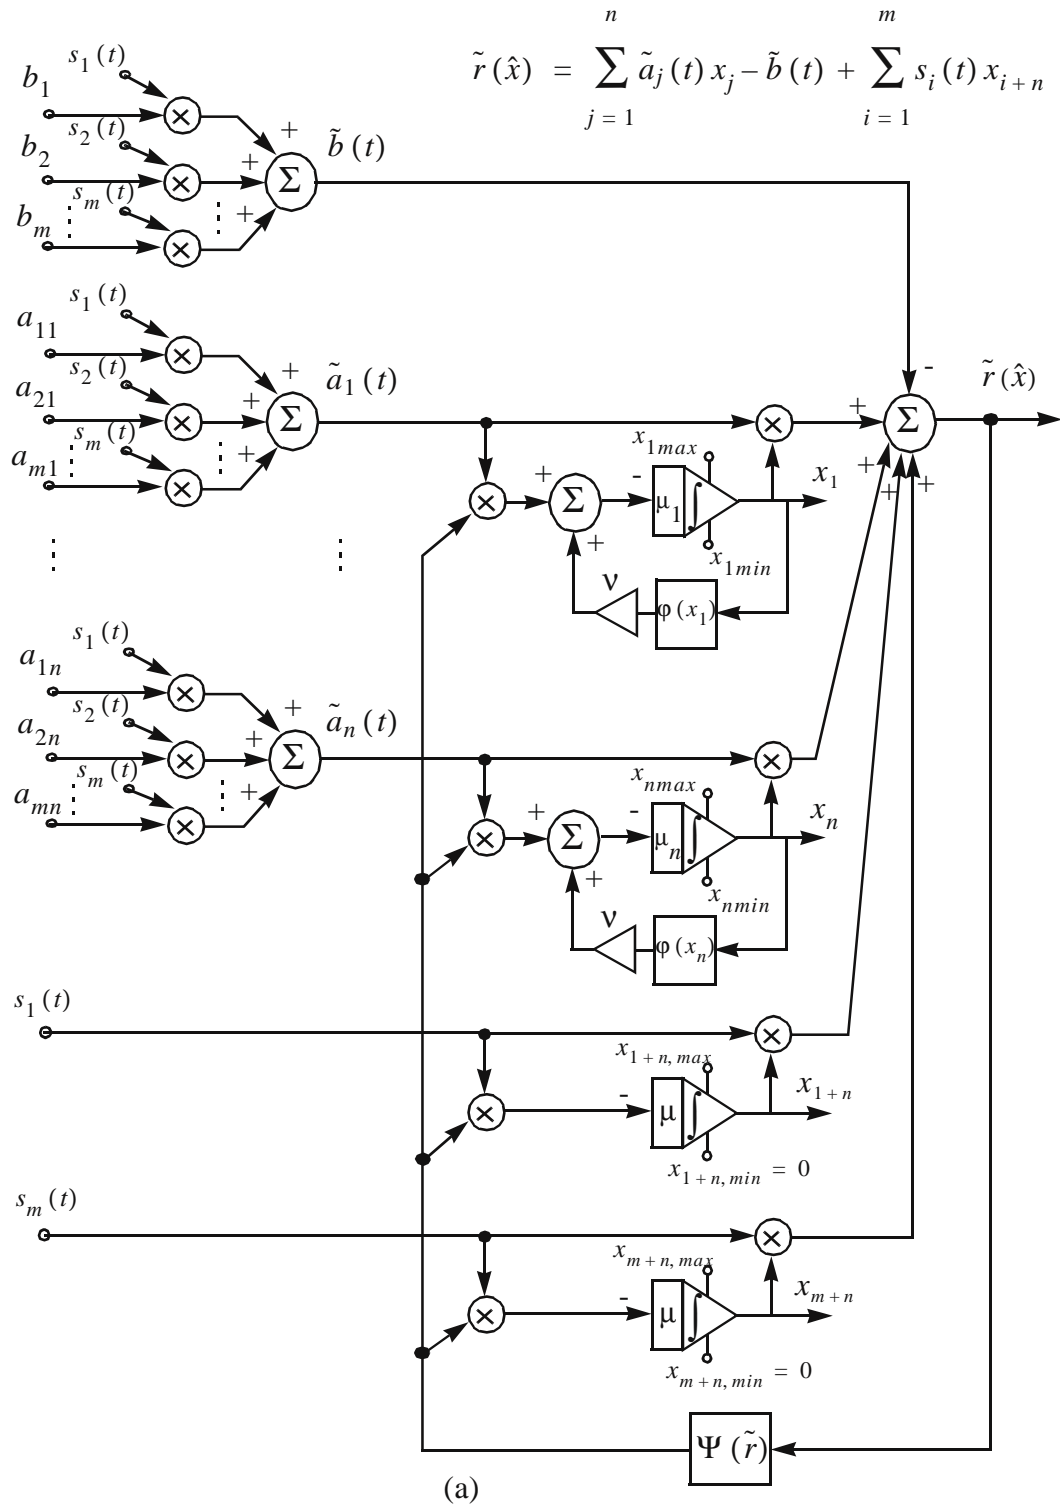 r̃(x̂) = Σ_{j=1}^{n} ã_j(t) x_j – b̃(t) + Σ_{i=1}^{m} s_i(t) x_{i+n}
s_1(t)
b_1
×
s_2(t)
+
b̃(t)
b_2
×
+
Σ
s_m(t)
b_m
×
+
s_1(t)
a_11
×
s_2(t)
+
ã_1(t)
a_21
×
+
Σ
s_m(t)
a_m1
×
+
×
+
Σ
-
r̃(x̂)
+
+
+
x_1max
×
+
Σ
-
μ_1
∫
x_1
+
x_1min
ν
φ(x_1)
s_1(t)
a_1n
×
s_2(t)
+
ã_n(t)
a_2n
×
+
Σ
s_m(t)
a_mn
×
+
×
x_nmax
×
+
Σ
-
μ_n
∫
x_n
+
x_nmin
ν
φ(x_n)
s_1(t)
×
x_{1+n, max}
×
-
μ
∫
x_{1+n}
x_{1+n, min} = 0
s_m(t)
×
x_{m+n, max}
×
-
μ
∫
x_{m+n}
x_{m+n, min} = 0
Ψ(r̃)
(a)